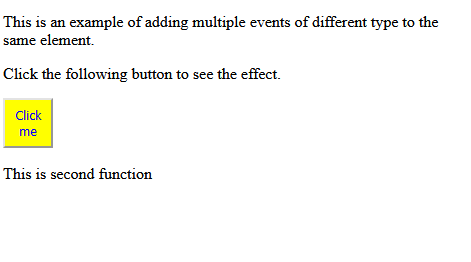 This is an example of adding multiple events of different type to the
same element.
Click the following button to see the effect.
Click
me
This is second function